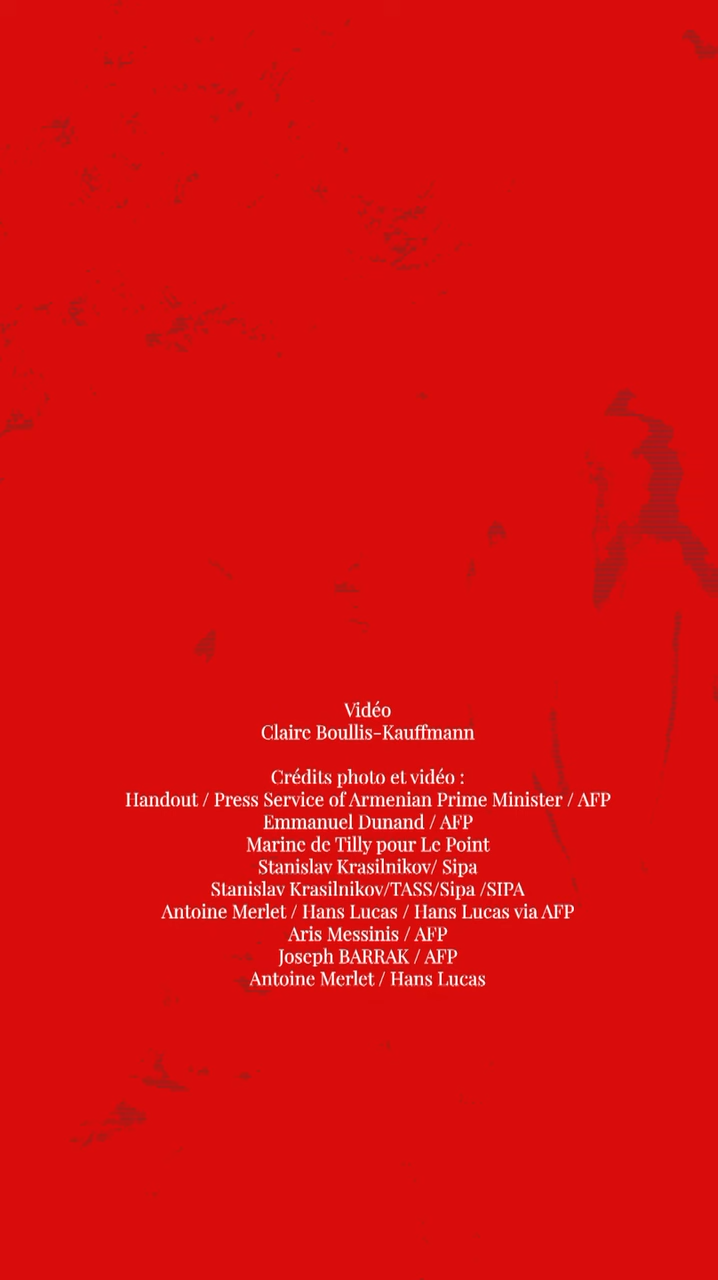 Vidéo
Claire Boullis-Kauffmann
Crédits photo et vidéo :
Handout / Press Service of Armenian Prime Minister / AFP
Emmanuel Dunand / AFP
Marine de Tilly pour Le Point
Stanislav Krasilnikov/ Sipa
Stanislav Krasilnikov/TASS/Sipa /SIPA
Antoine Merlet / Hans Lucas / Hans Lucas via AFP
Aris Messinis / AFP
Joseph BARRAK / AFP
Antoine Merlet / Hans Lucas